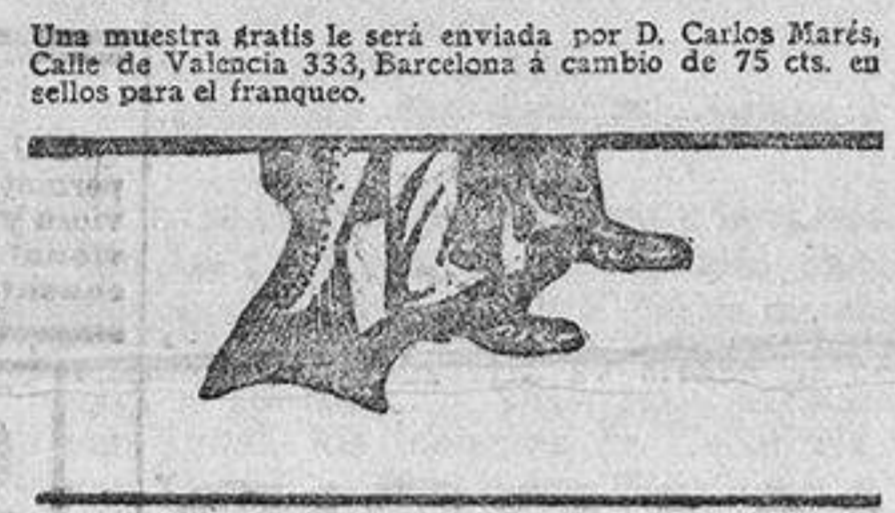 Una muestra gratis le será enviada por D. Carlos Marés,
Calle de Valencia 333, Barcelona á cambio de 75 cts. en
sellos para el franqueo.